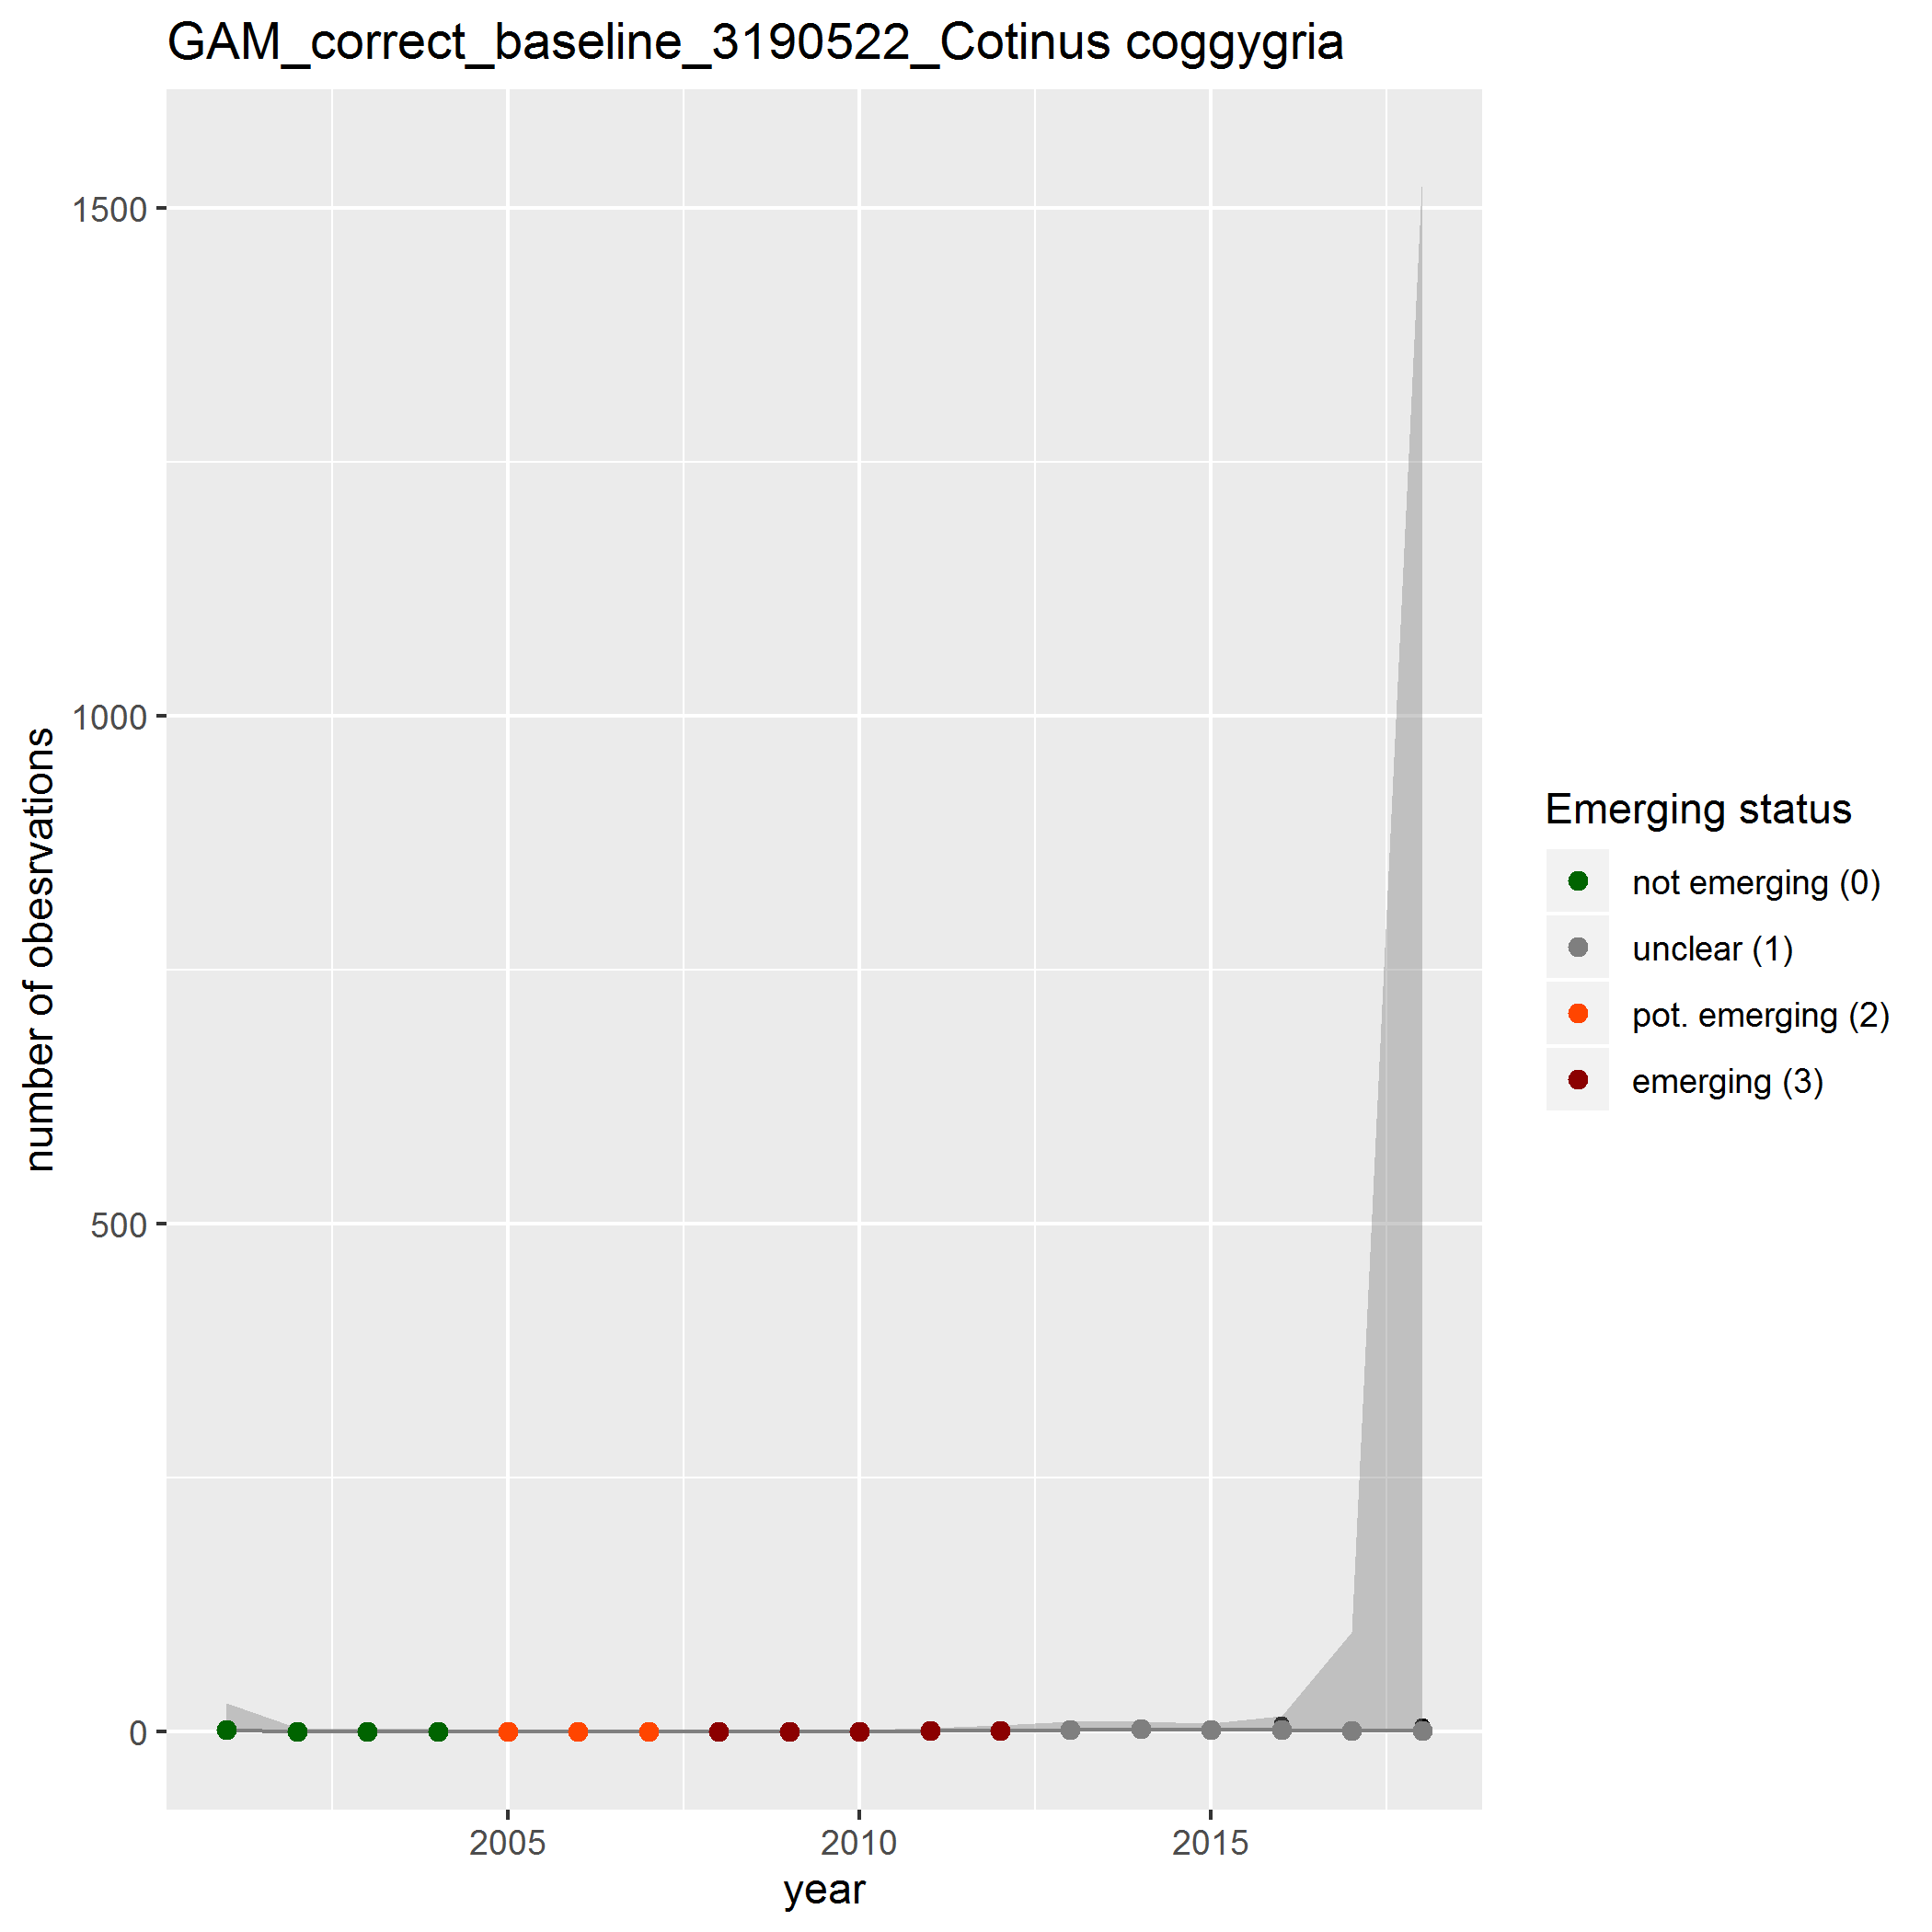 GAM_correct_baseline_3190522_Cotinus coggygria
number of obesrvations
1500
1000
500
0
2005
2010
2015
year
Emerging status
not emerging (0)
unclear (1)
pot. emerging (2)
emerging (3)